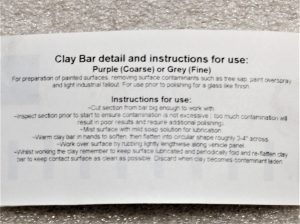 Clay Bar detail and instructions for use:
Purple (Coarse) or Grey (Fine)
For preparation of painted surfaces, removing surface contaminants such as tree sap, paint overspray
and light industrial fallout. For use prior to polishing for a glass like finish.
Instructions for use:
-Cut section from bar big enough to work with
-Inspect section prior to start to ensure contamination is not excessive ; too much contamination will
result in poor results and require additional polishing.
-Mist surface with mild soap solution for lubrication
-Warm clay bar in hands to soften, then flatten into circular shape roughly 3-4" across.
-Work over surface by rubbing lightly lengthwise along vehicle panel.
-Whilst working the clay remember to keep surface lubricated and periodically fold and re-flatten clay
bar to keep contact surface as clean as possible. Discard when clay becomes contaminant laden.